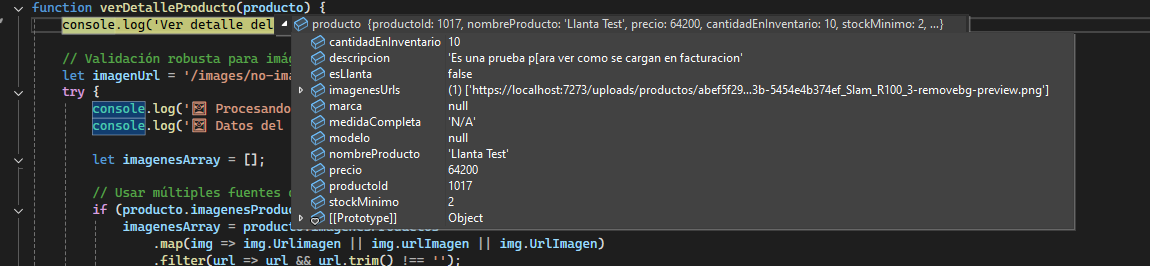 function verDetalleProducto(producto) {
console.log('Ver detalle del
producto {productoId: 1017, nombreProducto: 'Llanta Test', precio: 64200, cantidadEnInventario: 10, stockMinimo: 2, …}
cantidadEnInventario 10
descripcion 'Es una prueba p[ara ver como se cargan en facturacion'
// Validación robusta para imág
esLlanta false
let imagenUrl = '/images/no-ima
imagenesUrls (1) ['https://localhost:7273/uploads/productos/abef5f29...3b-5454e4b374ef_Slam_R100_3-removebg-preview.png']
try {
marca null
console.log(' Procesando
medidaCompleta 'N/A'
console.log(' Datos del
modelo null
nombreProducto 'Llanta Test'
let imagenesArray = [];
precio 64200
productoId 1017
// Usar múltiples fuentes d
stockMinimo 2
if (producto.imagenesProdu
[[Prototype]] Object
imagenesArray = producto.imagenesProductos
.map(img => img.Urlimagen || img.urlImagen || img.UrlImagen)
.filter(url => url && url.trim() !== '');